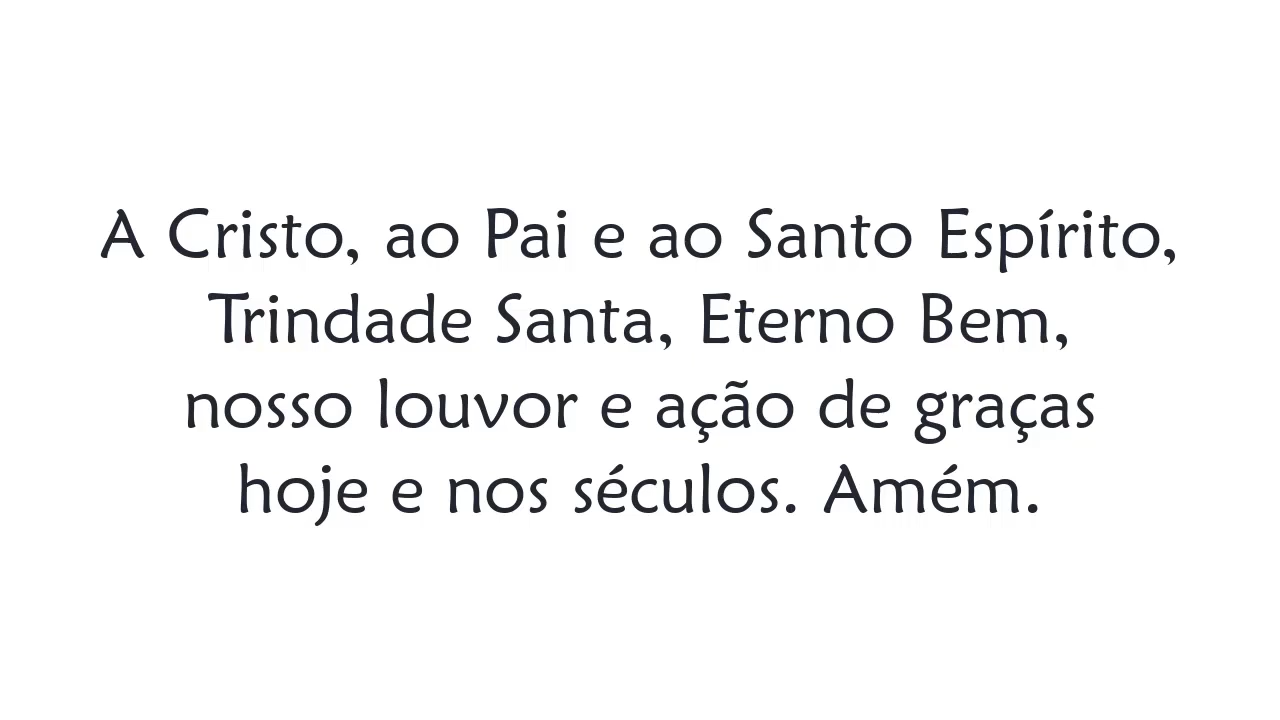 A Cristo, ao Pai e ao Santo Espírito,
Trindade Santa, Eterno Bem,
nosso louvor e ação de graças
hoje e nos séculos. Amém.